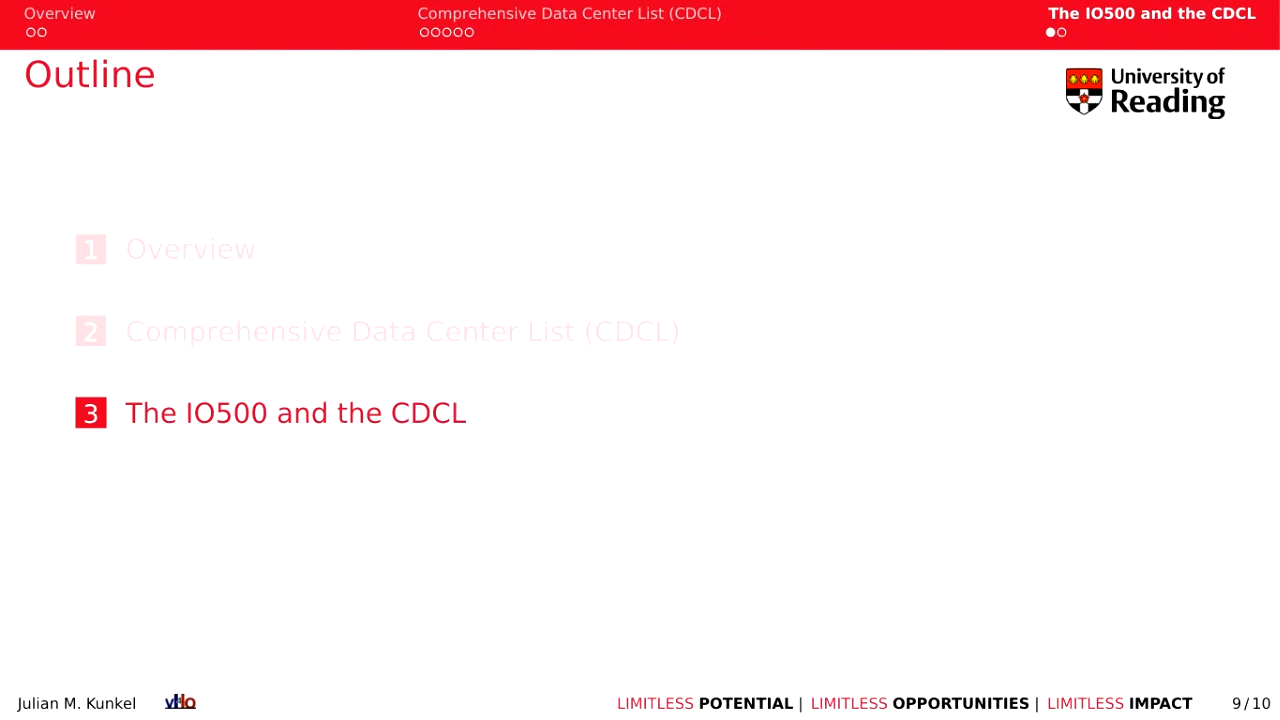 Overview
Comprehensive Data Center List (CDCL)
The IO500 and the CDCL
Outline
University of
Reading
1 Overview
2 Comprehensive Data Center List (CDCL)
3 The IO500 and the CDCL
Julian M. Kunkel
LIMITLESS POTENTIAL | LIMITLESS OPPORTUNITIES | LIMITLESS IMPACT
9 / 10